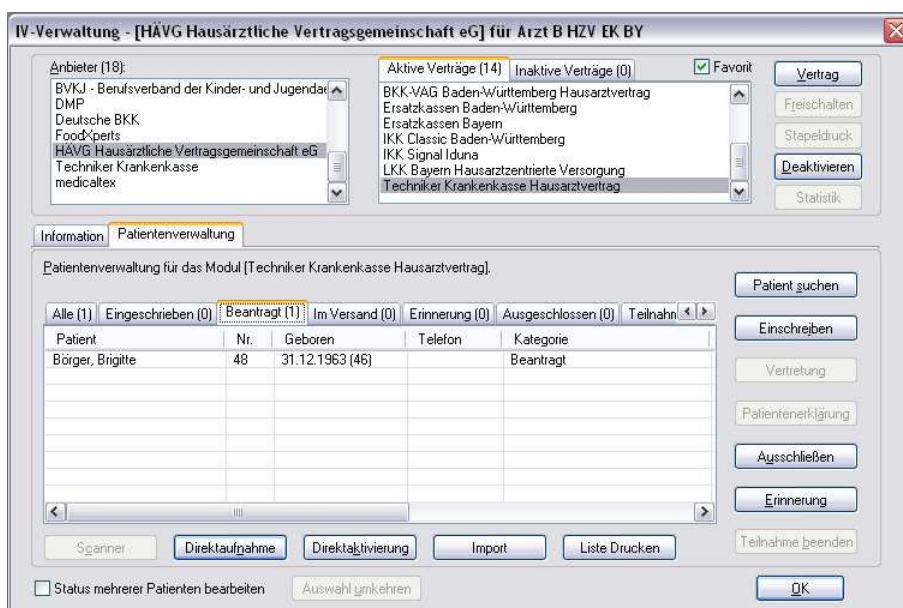 IV-Verwaltung - [HÄVG Hausärztliche Vertragsgemeinschaft eG] für Arzt B HZV EK BY
Anbieter (18):
BVKJ - Berufsverband der Kinder- und Jugendae
DMP
Deutsche BKK
FoodXperts
HÄVG Hausärztliche Vertragsgemeinschaft eG
Techniker Krankenkasse
medicaltex
Aktive Verträge (14) Inaktive Verträge (0)
Favorit
BKK-VAG Baden-Württemberg Hausarztvertrag
Ersatzkassen Baden-Württemberg
Ersatzkassen Bayern
IKK Classic Baden-Württemberg
IKK Signal Iduna
LKK Bayern Hausarztzentrierte Versorgung
Techniker Krankenkasse Hausarztvertrag
Vertrag
Freischalten
Stapeldruck
Deaktivieren
Statistik
Information Patientenverwaltung
Patientenverwaltung für das Modul [Techniker Krankenkasse Hausarztvertrag].
Alle (1) Eingeschrieben (0) Beantragt (1) Im Versand (0) Erinnerung (0) Ausgeschlossen (0) Teilnahn
Patient Nr. Geboren Telefon Kategorie
Börger, Brigitte 48 31.12.1963 (46) Beantragt
Patient suchen
Einschreiben
Vertretung
Patientenerklärung
Ausschließen
Erinnerung
Teilnahme beenden
Scanner Direktaufnahme Direktaktivierung Import Liste Drucken
Status mehrerer Patienten bearbeiten Auswahl umkehren OK